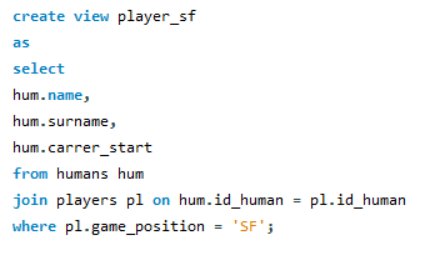 create view player_sf
as
select
hum.name,
hum.surname,
hum.carrer_start
from humans hum
join players pl on hum.id_human = pl.id_human
where pl.game_position = 'SF';